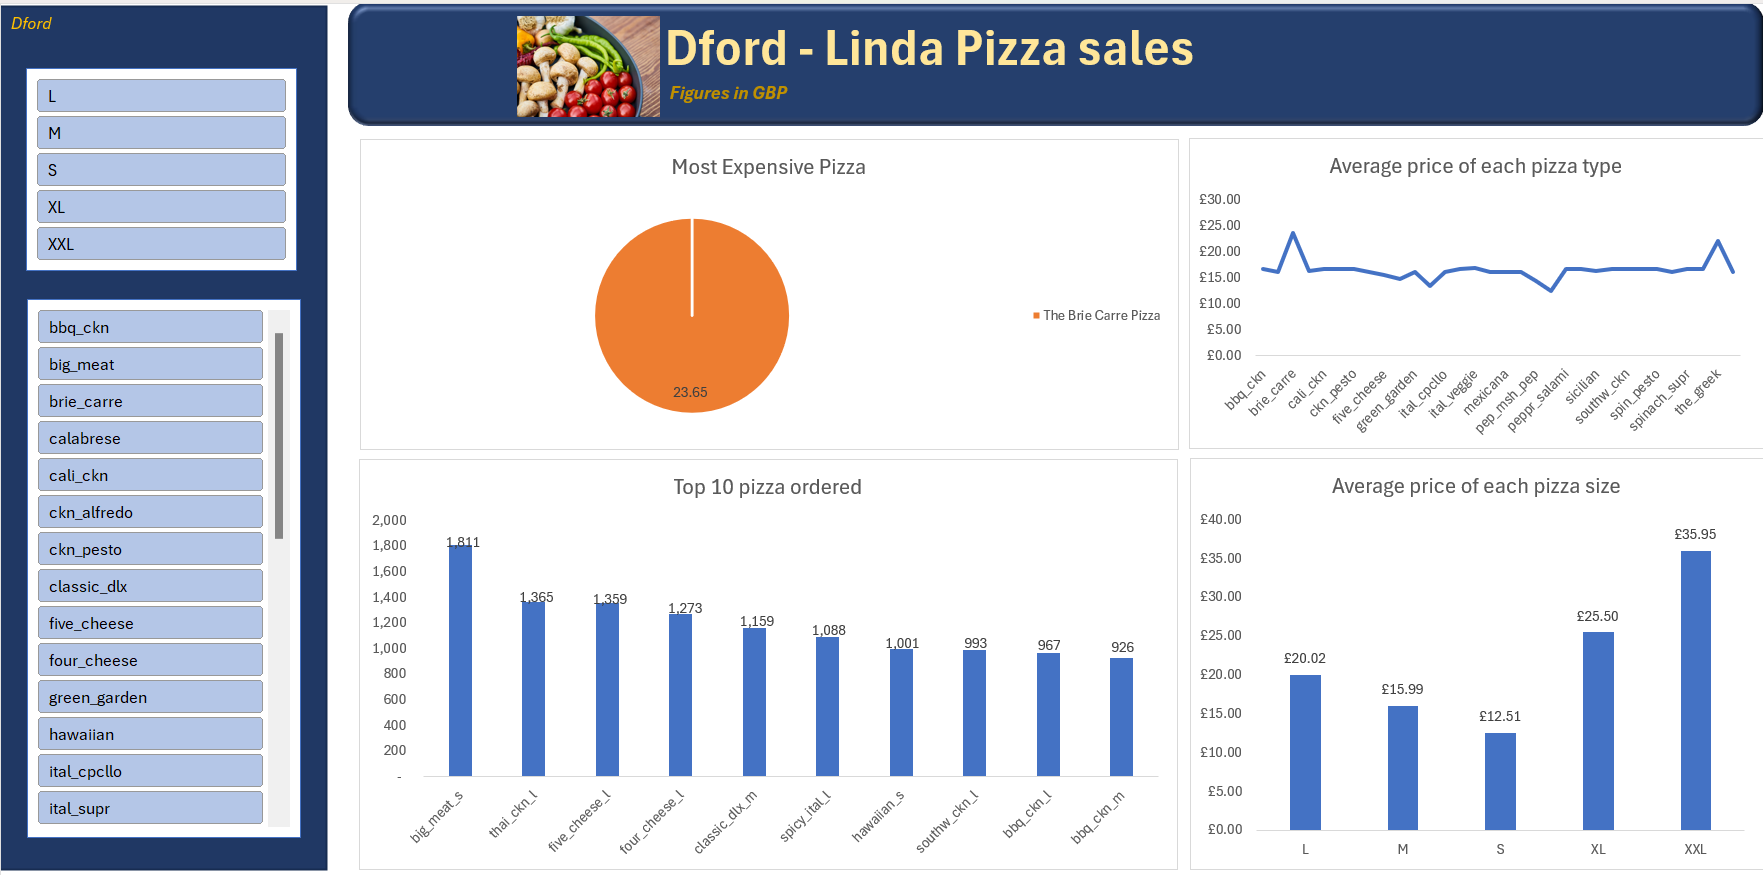 Dford
L
M
S
XL
XXL
bbq_ckn
big_meat
brie_carre
calabrese
cali_ckn
ckn_alfredo
ckn_pesto
classic_dlx
five_cheese
four_cheese
green_garden
hawaiian
ital_cpcllo
ital_supr
Dford - Linda Pizza sales
Figures in GBP
Most Expensive Pizza
23.65
The Brie Carre Pizza
Average price of each pizza type
£30.00
£25.00
£20.00
£15.00
£10.00
£5.00
£0.00
bbq_ckn
brie_carre
cali_ckn
ckn_pesto
five_cheese
green_garden
ital_cpcllo
ital_veggie
mexicana
pep_msh_pep
peppr_salami
sicilian
southw_ckn
spin_pesto
spinach_supr
the_greek
Top 10 pizza ordered
2,000
1,800
1,600
1,400
1,200
1,000
800
600
400
200
-
1,811
1,365
1,359
1,273
1,159
1,088
1,001
993
967
926
big_meat_s
thai_ckn_l
five_cheese_l
four_cheese_l
classic_dlx_m
spicy_ital_l
hawaiian_s
southw_ckn_l
bbq_ckn_l
bbq_ckn_m
Average price of each pizza size
£40.00
£35.00
£30.00
£25.00
£20.00
£15.00
£10.00
£5.00
£0.00
£20.02
£15.99
£12.51
£25.50
£35.95
L
M
S
XL
XXL